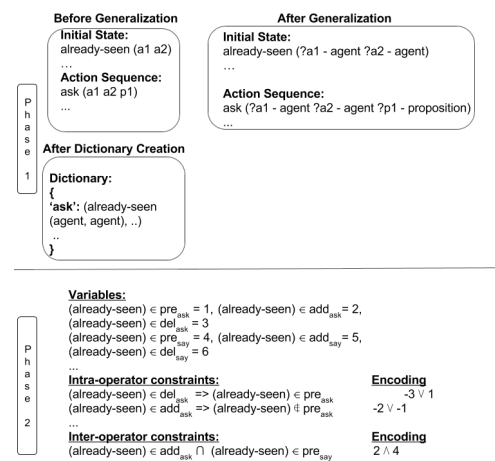 Before Generalization
Initial State:
already-seen (a1 a2)
...
Action Sequence:
ask (a1 a2 p1)
...
After Generalization
Initial State:
already-seen (?a1 - agent ?a2 - agent)
...
Action Sequence:
ask (?a1 - agent ?a2 - agent ?p1 - proposition)
...
Phase 1
After Dictionary Creation
Dictionary:
{
‘ask’: (already-seen
(agent, agent), ..)
..
}
Phase 2
Variables:
(already-seen) ∈ pre_ask = 1, (already-seen) ∈ add_ask = 2,
(already-seen) ∈ del_ask = 3
(already-seen) ∈ pre_say = 4, (already-seen) ∈ add_say = 5,
(already-seen) ∈ del_say = 6
...
Intra-operator constraints: Encoding
(already-seen) ∈ del_ask => (already-seen) ∈ pre_ask -3 ∨ 1
(already-seen) ∈ add_ask => (already-seen) ∉ pre_ask -2 ∨ -1
...
Inter-operator constraints: Encoding
(already-seen) ∈ add_ask ∩ (already-seen) ∈ pre_say 2 ∧ 4